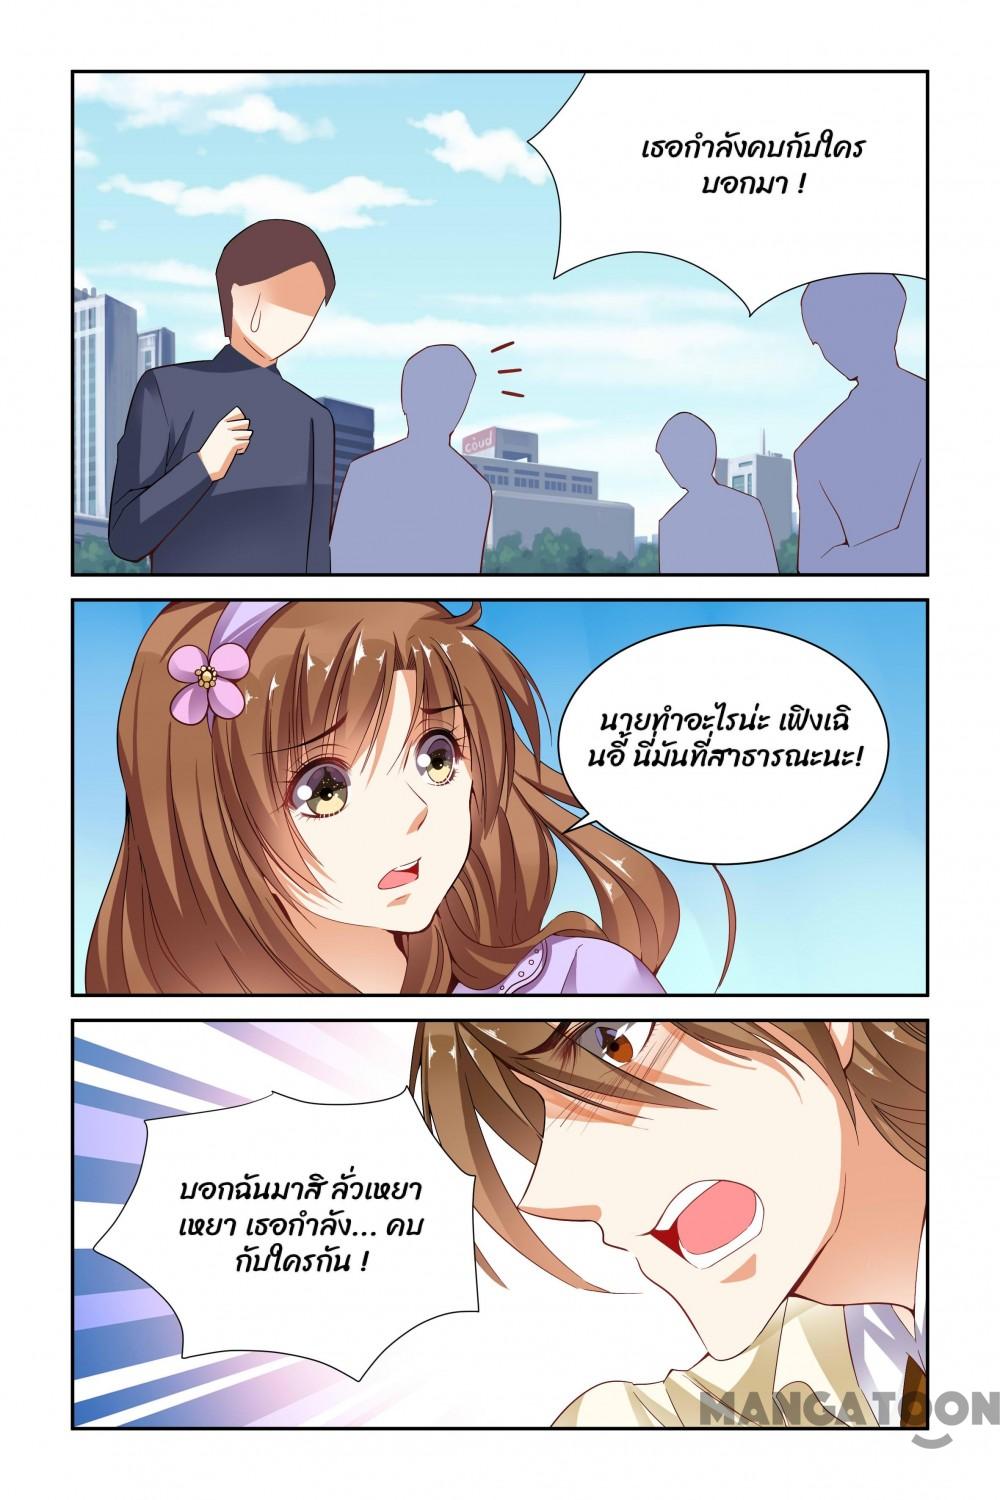 เธอกำลังคบกับใคร
บอกมา !
coud
นายทำอะไรน่ะ เฟิงเฉิ
นอี้ นี่มันที่สาธารณะนะ!
บอกฉันมาสิ ลั่วเหยา
เหยา เธอกำลัง... คบ
กับใครกัน !
MANGATOON